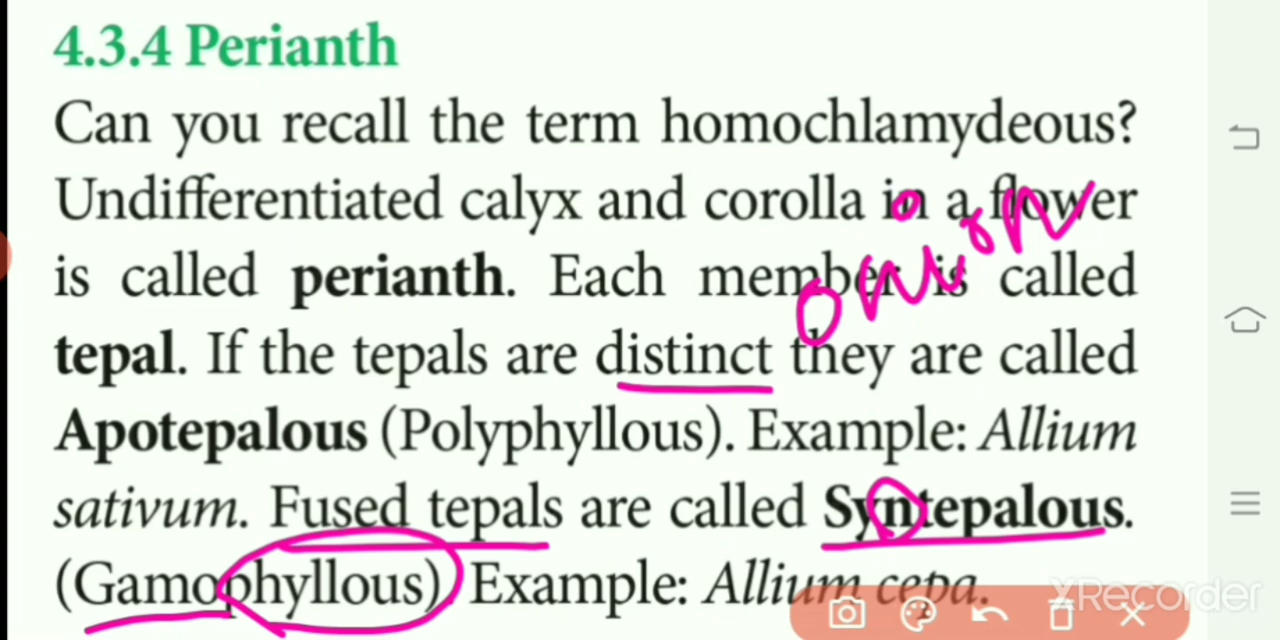 4.3.4 Perianth
Can you recall the term homochlamydeous?
Undifferentiated calyx and corolla in a flower
is called perianth. Each member is called
onion
tepal. If the tepals are distinct they are called
Apotepalous (Polyphyllous). Example: Allium
sativum. Fused tepals are called Syntepalous.
(Gamophyllous). Example: Allium cepa.
XRecorder